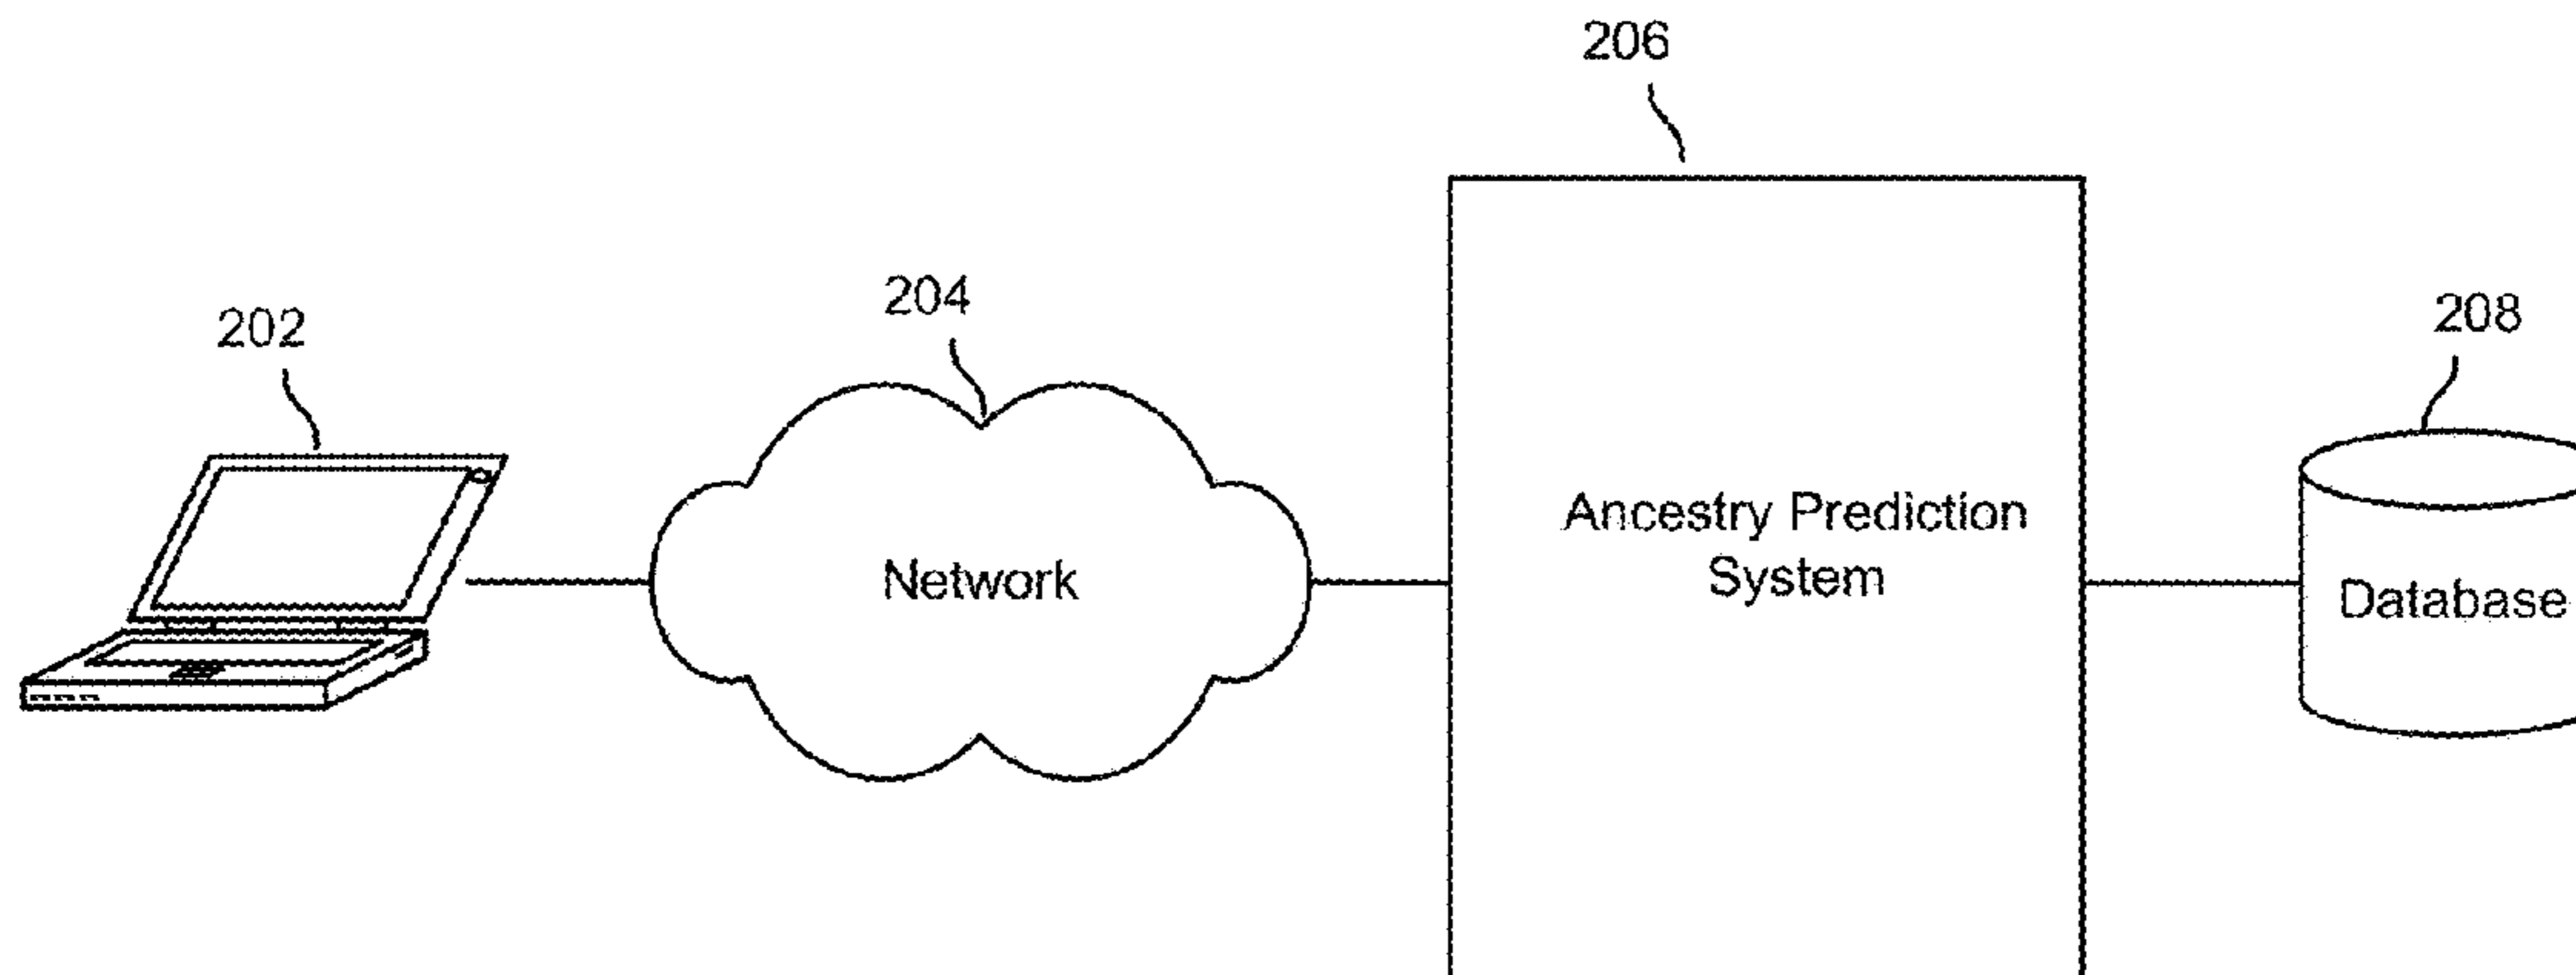 206
204
208
202
Ancestry Prediction
System
Network
Database